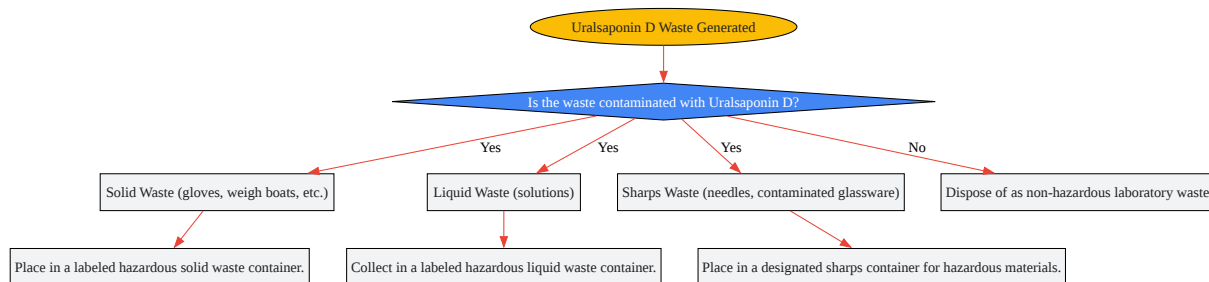 Uralsaponin D Waste Generated
Is the waste contaminated with Uralsaponin D?
Yes
Yes
Yes
No
Solid Waste (gloves, weigh boats, etc.)
Liquid Waste (solutions)
Sharps Waste (needles, contaminated glassware)
Dispose of as non-hazardous laboratory waste
Place in a labeled hazardous solid waste container.
Collect in a labeled hazardous liquid waste container.
Place in a designated sharps container for hazardous materials.